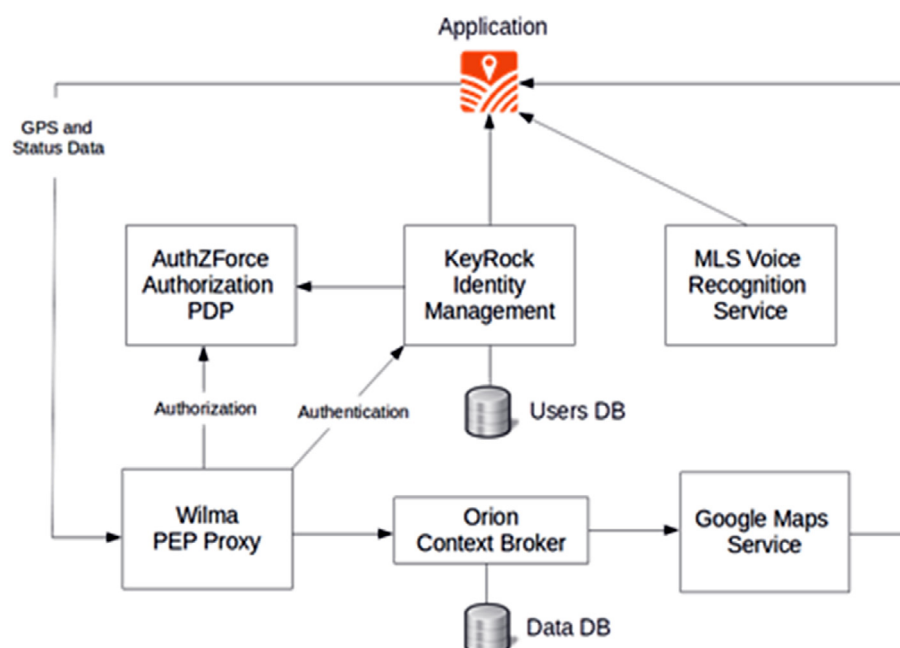 Application
GPS and
Status Data
AuthZForce
Authorization
PDP
KeyRock
Identity
Management
MLS Voice
Recognition
Service
Authorization
Authentication
Users DB
Wilma
PEP Proxy
Orion
Context Broker
Google Maps
Service
Data DB